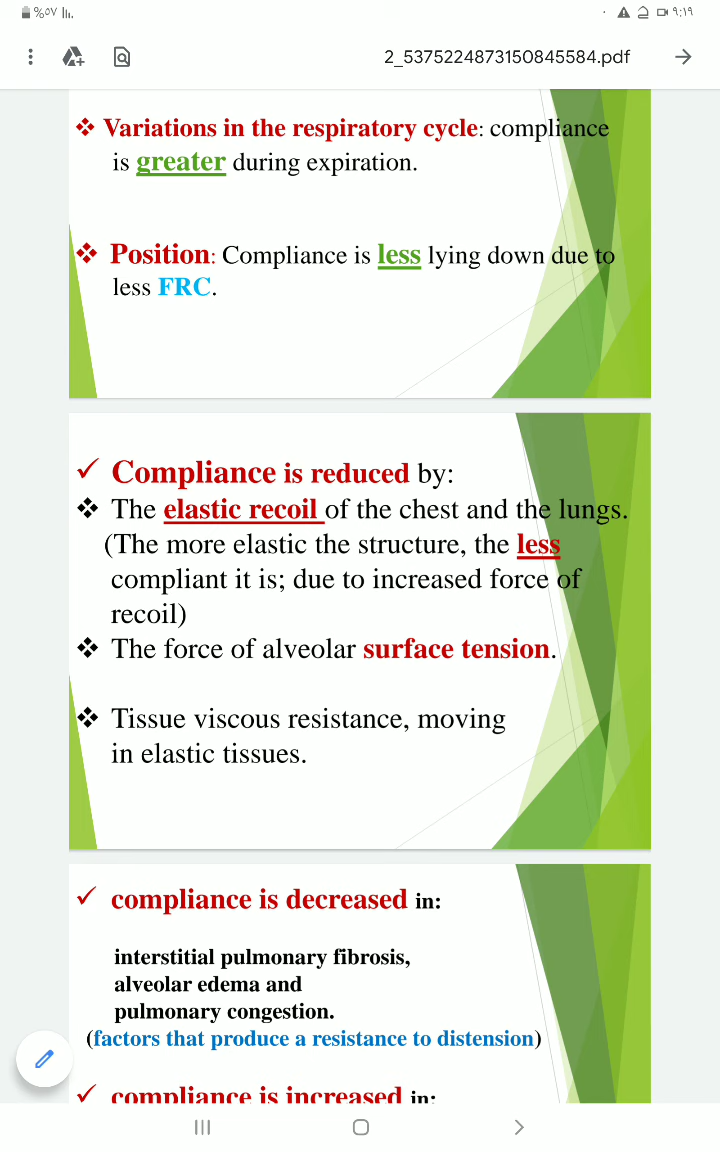 %٥٧
٩:١٩
2_5375224873150845584.pdf
❖ Variations in the respiratory cycle: compliance
is greater during expiration.
❖ Position: Compliance is less lying down due to
less FRC.
✓ Compliance is reduced by:
❖ The elastic recoil of the chest and the lungs.
(The more elastic the structure, the less
compliant it is; due to increased force of
recoil)
❖ The force of alveolar surface tension.
❖ Tissue viscous resistance, moving
in elastic tissues.
✓ compliance is decreased in:
interstitial pulmonary fibrosis,
alveolar edema and
pulmonary congestion.
(factors that produce a resistance to distension)
✓ compliance is increased in: